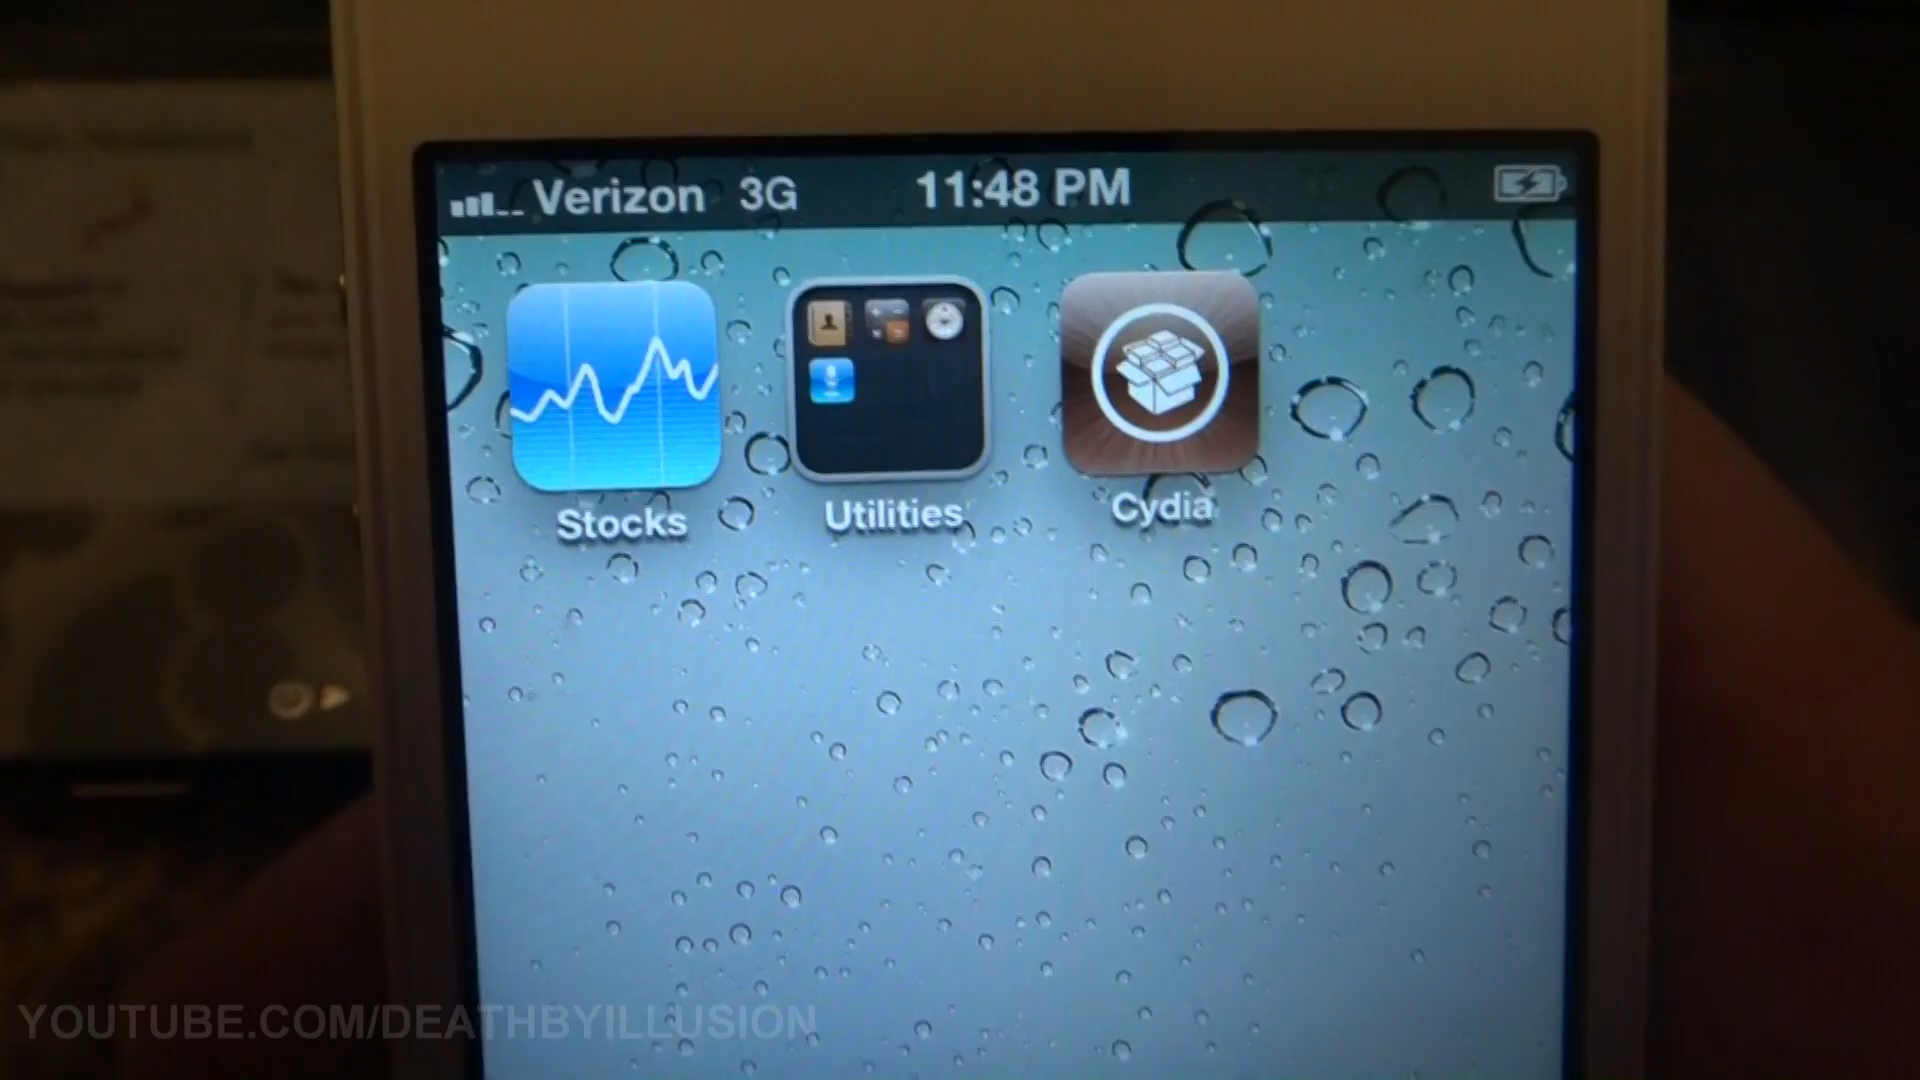 Verizon 3G 11:48 PM
Stocks Utilities Cydia
YOUTUBE.COM/DEATHBYILLUSION